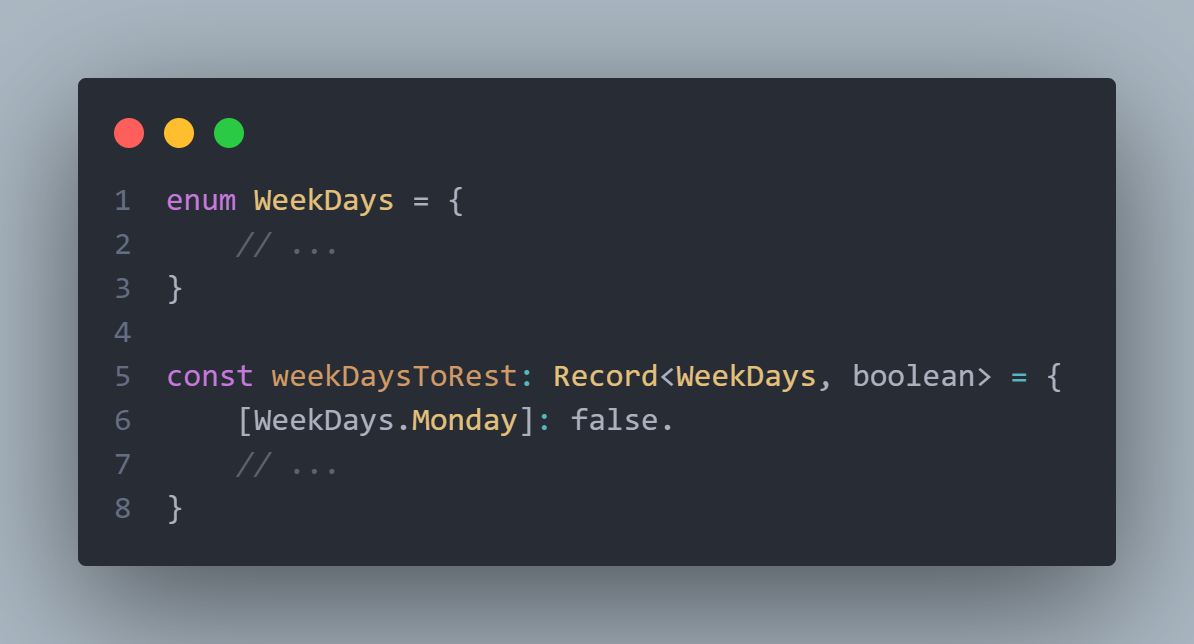 1 enum WeekDays = {
2     // ...
3 }
4
5 const weekDaysToRest: Record<WeekDays, boolean> = {
6     [WeekDays.Monday]: false.
7     // ...
8 }